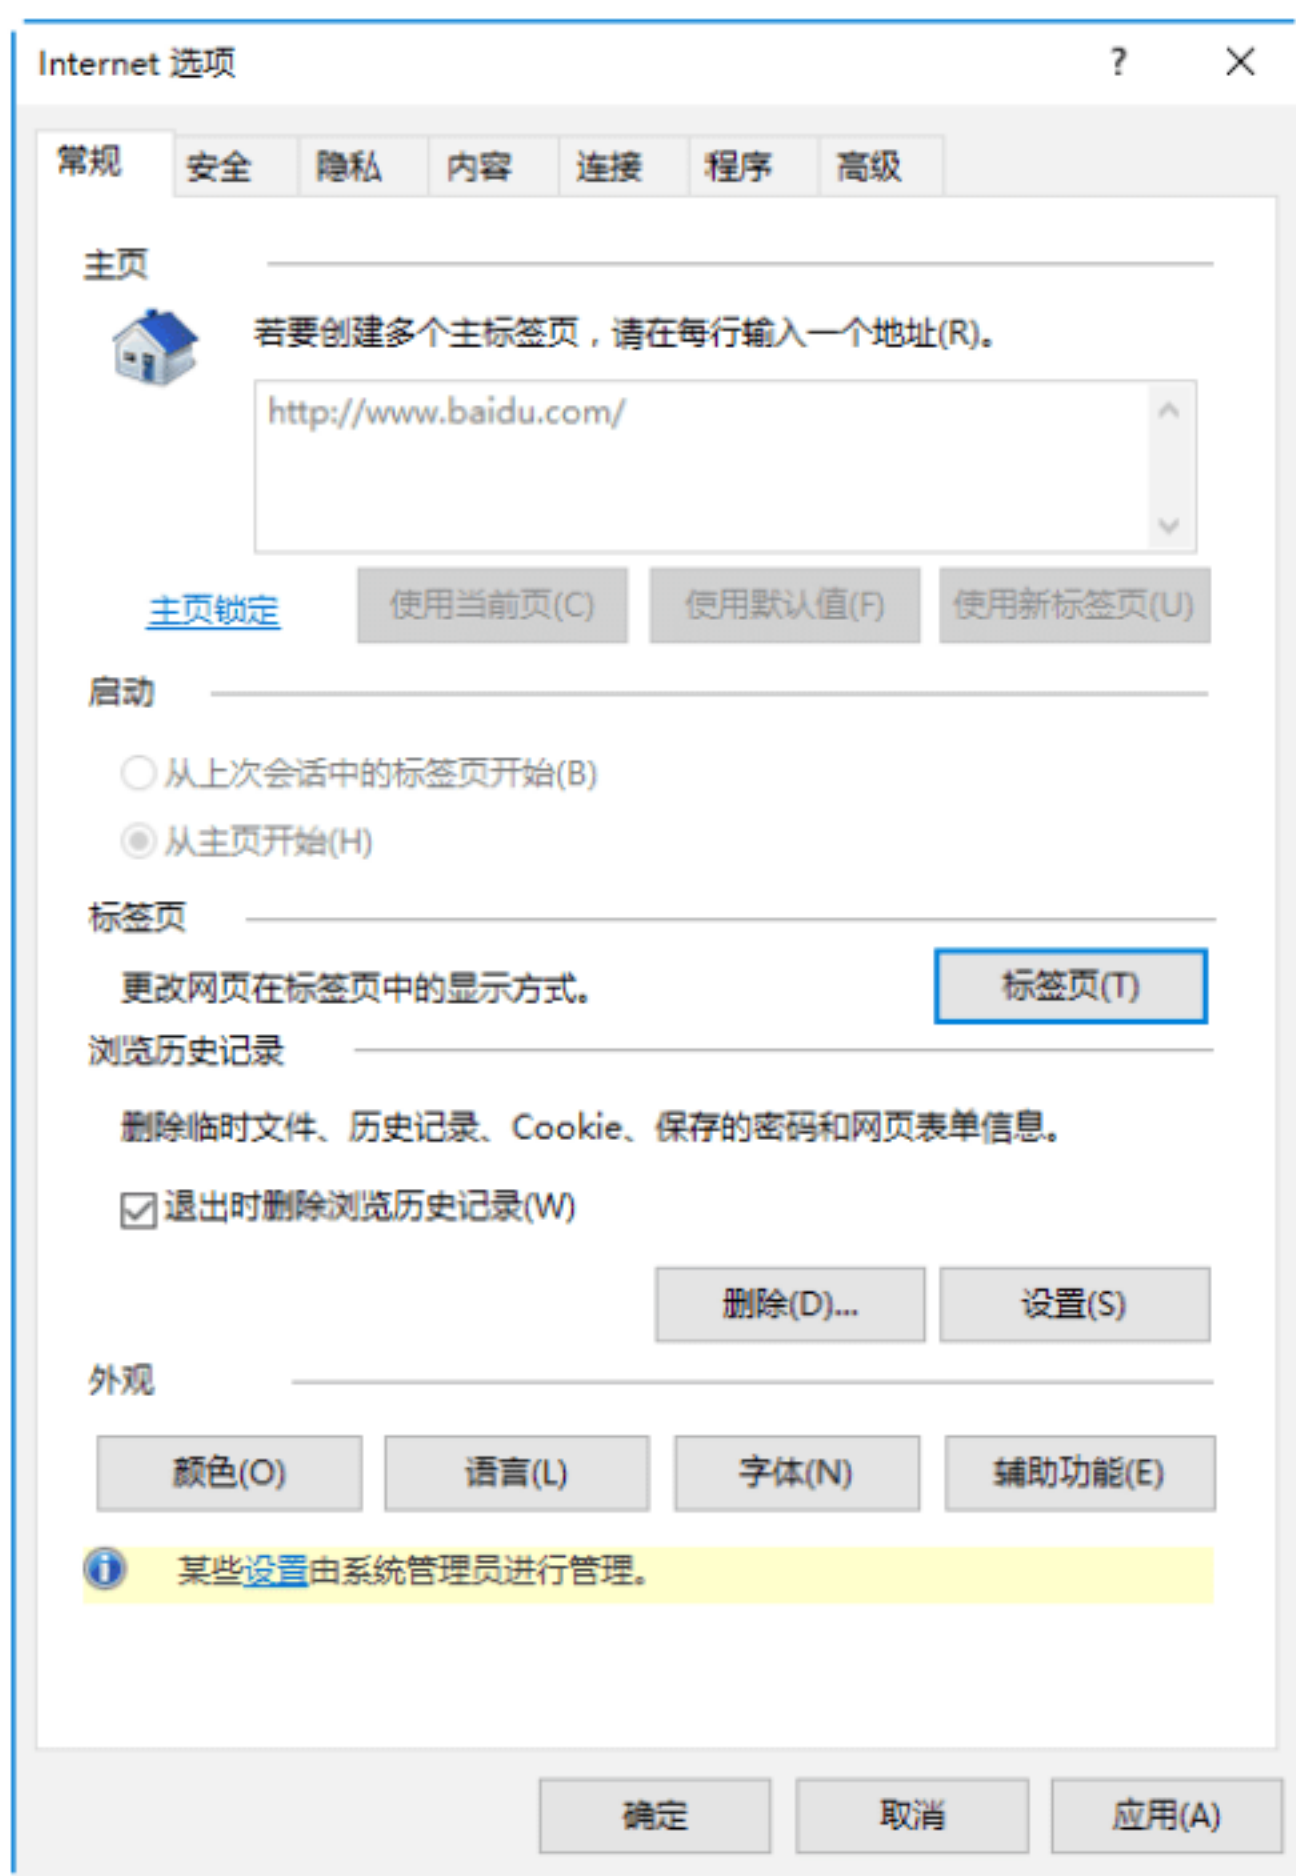 Internet 选项 ?
常规 安全 隐私 内容 连接 程序 高级
主页
若要创建多个主标签页，请在每行输入一个地址(R)。
http://www.baidu.com/
主页锁定 使用当前页(C) 使用默认值(F) 使用新标签页(U)
启动
从上次会话中的标签页开始(B)
从主页开始(H)
标签页
更改网页在标签页中的显示方式。 标签页(T)
浏览历史记录
删除临时文件、历史记录、Cookie、保存的密码和网页表单信息。
退出时删除浏览历史记录(W)
删除(D)... 设置(S)
外观
颜色(O) 语言(L) 字体(N) 辅助功能(E)
某些设置由系统管理员进行管理。
确定 取消 应用(A)